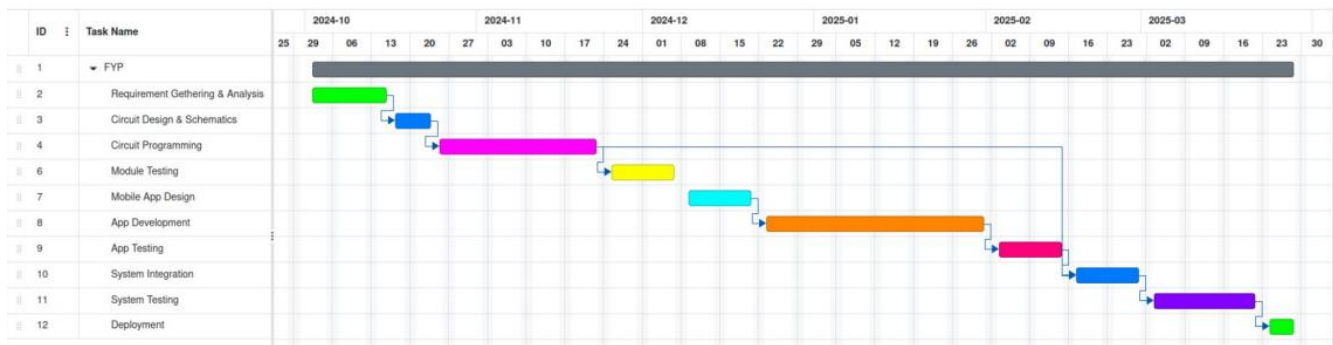 2024-10 2024-11 2024-12 2025-01 2025-02 2025-03
ID Task Name
25 29 06 13 20 27 03 10 17 24 01 08 15 22 29 05 12 19 26 02 09 16 23 02 09 16 23 30
1 FYP
2 Requirement Gethering & Analysis
3 Circuit Design & Schematics
4 Circuit Programming
6 Module Testing
7 Mobile App Design
8 App Development
9 App Testing
10 System Integration
11 System Testing
12 Deployment